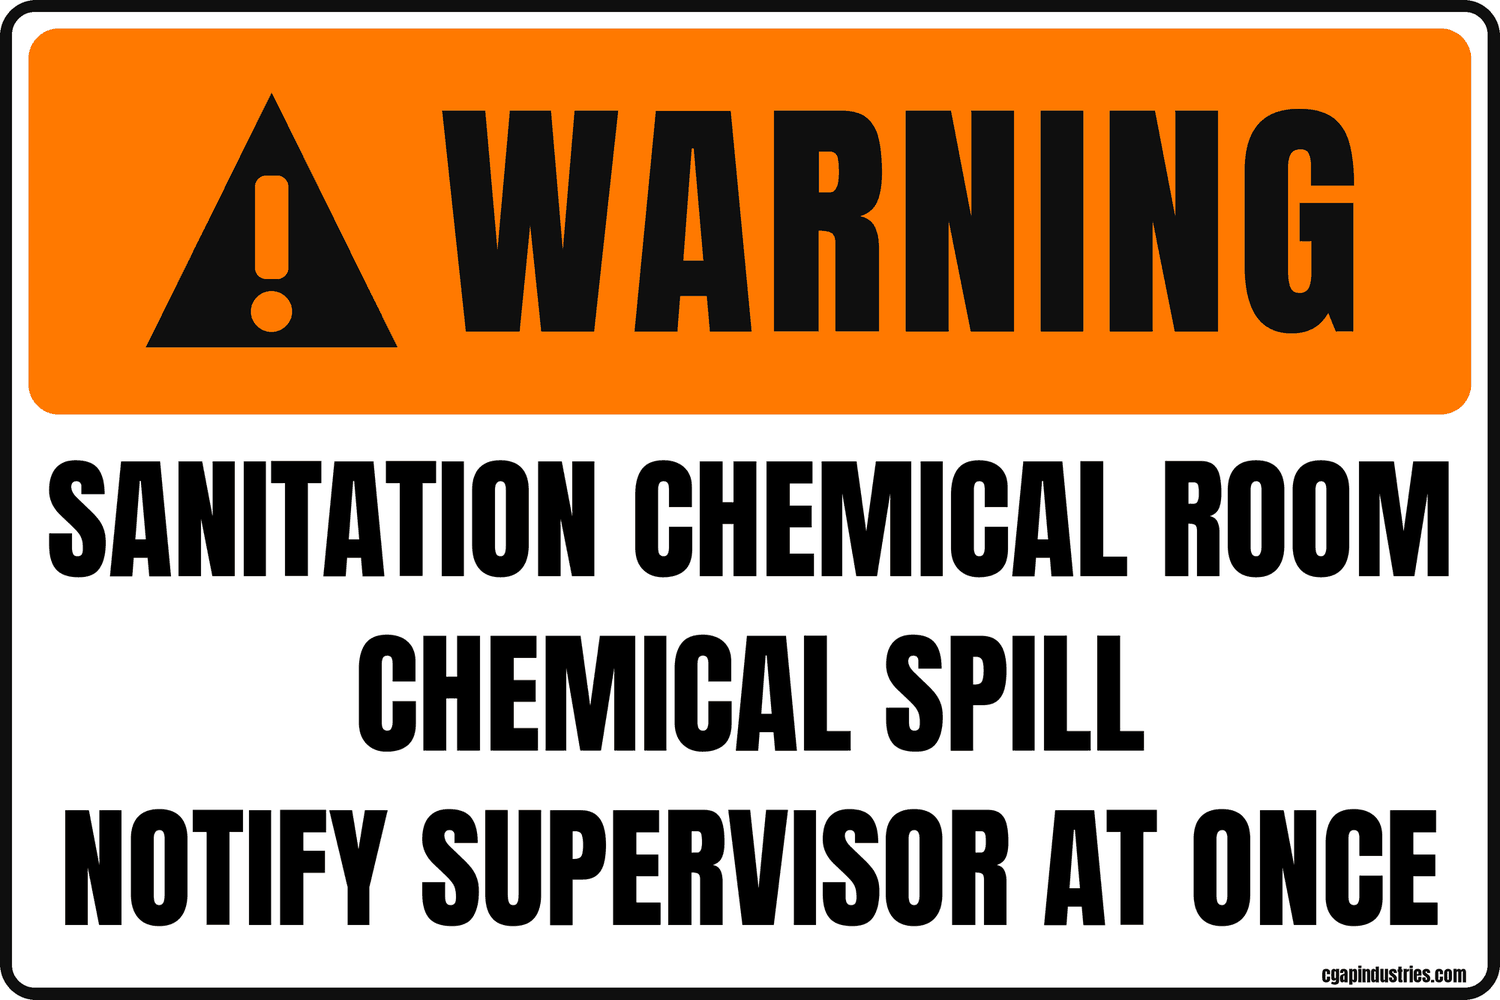 WARNING
SANITATION CHEMICAL ROOM
CHEMICAL SPILL
NOTIFY SUPERVISOR AT ONCE
cgapindustries.com